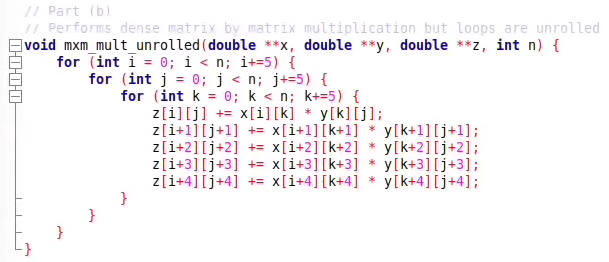 // Part (b)
// Performs dense matrix by matrix multiplication but loops are unrolled
void mxm_mult_unrolled(double **x, double **y, double **z, int n) {
    for (int i = 0; i < n; i+=5) {
        for (int j = 0; j < n; j+=5) {
            for (int k = 0; k < n; k+=5) {
                z[i][j] += x[i][k] * y[k][j];
                z[i+1][j+1] += x[i+1][k+1] * y[k+1][j+1];
                z[i+2][j+2] += x[i+2][k+2] * y[k+2][j+2];
                z[i+3][j+3] += x[i+3][k+3] * y[k+3][j+3];
                z[i+4][j+4] += x[i+4][k+4] * y[k+4][j+4];
            }
        }
    }
}